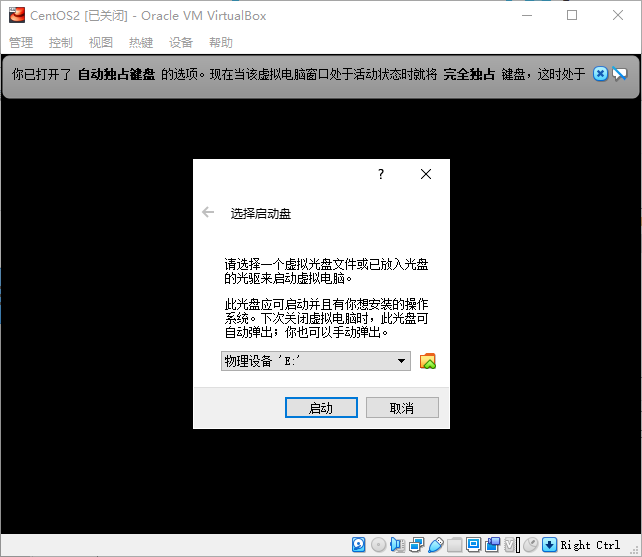 CentOS2 [已关闭] - Oracle VM VirtualBox
管理 控制 视图 热键 设备 帮助
你已打开了 自动独占键盘 的选项。现在当该虚拟电脑窗口处于活动状态时就将 完全独占 键盘，这时处于
?
选择启动盘
请选择一个虚拟光盘文件或已放入光盘
的光驱来启动虚拟电脑。
此光盘应可启动并且有你想安装的操作
系统。下次关闭虚拟电脑时，此光盘可
自动弹出；你也可以手动弹出。
物理设备 'E:'
启动 取消
Right Ctrl